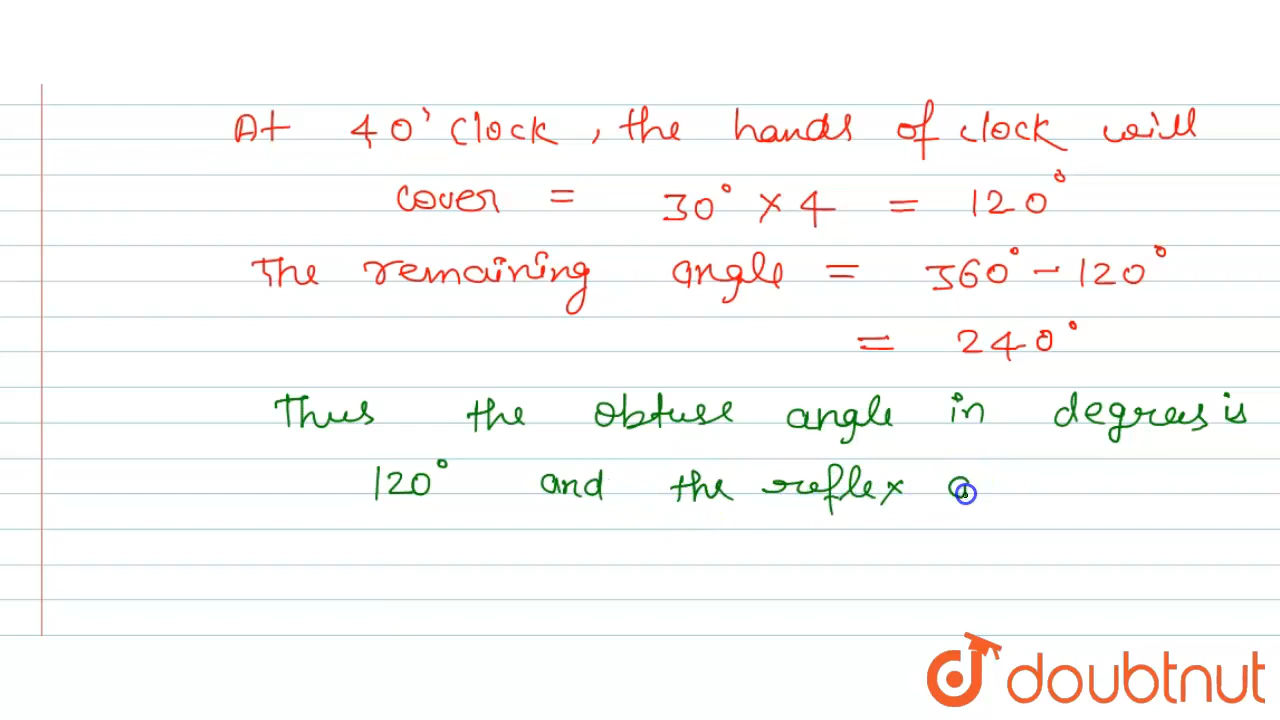 At 4 O'Clock, the hands of clock will
cover = 30° × 4 = 120°
The remaining angle = 360° - 120°
= 240°
Thus the obtuse angle in degrees is
120° and the reflex a
doubtnut